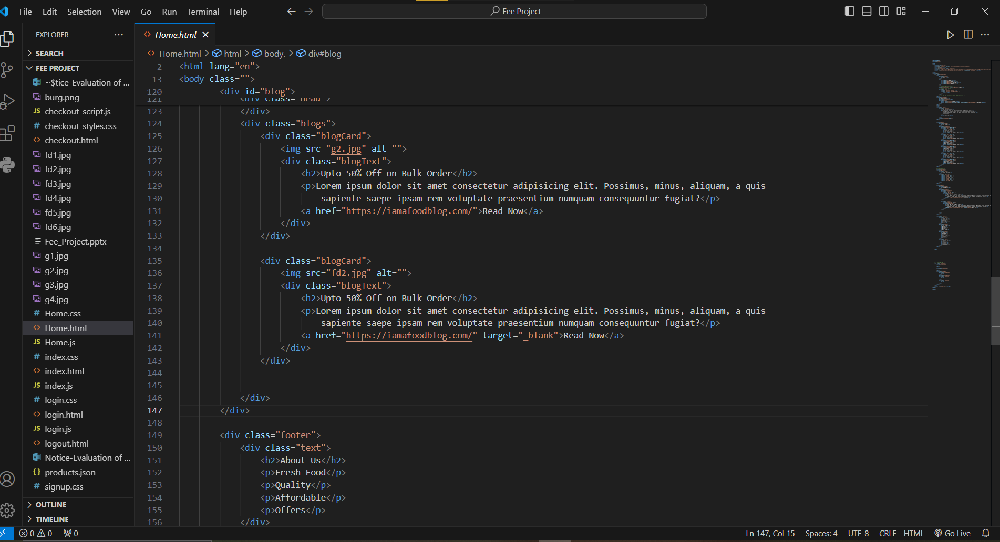 File Edit Selection View Go Run Terminal Help
Fee Project
EXPLORER
SEARCH
FEE PROJECT
~$tice-Evaluation of ...
burg.png
JS checkout_script.js
# checkout_styles.css
<> checkout.html
fd1.jpg
fd2.jpg
fd3.jpg
fd4.jpg
fd5.jpg
fd6.jpg
Fee_Project.pptx
g1.jpg
g2.jpg
g3.jpg
g4.jpg
# Home.css
<> Home.html
JS Home.js
# index.css
<> index.html
JS index.js
# login.css
<> login.html
JS login.js
<> logout.html
Notice-Evaluation of ...
{} products.json
# signup.css
OUTLINE
TIMELINE
<> Home.html
<> Home.html > html > body. > div#blog
2 <html lang="en">
13 <body class="">
120 <div id="blog">
121 <div class="head">
123 </div>
124 <div class="blogs">
125 <div class="blogCard">
126 <img src="g2.jpg" alt="">
127 <div class="blogText">
128 <h2>Upto 50% Off on Bulk Order</h2>
129 <p>Lorem ipsum dolor sit amet consectetur adipisicing elit. Possimus, minus, aliquam, a quis
130 sapiente saepe ipsam rem voluptate praesentium numquam consequuntur fugiat?</p>
131 <a href="https://iamafoodblog.com/">Read Now</a>
132 </div>
133 </div>
134
135 <div class="blogCard">
136 <img src="fd2.jpg" alt="">
137 <div class="blogText">
138 <h2>Upto 50% Off on Bulk Order</h2>
139 <p>Lorem ipsum dolor sit amet consectetur adipisicing elit. Possimus, minus, aliquam, a quis
140 sapiente saepe ipsam rem voluptate praesentium numquam consequuntur fugiat?</p>
141 <a href="https://iamafoodblog.com/" target="_blank">Read Now</a>
142 </div>
143 </div>
144
145
146 </div>
147 </div>
148
149 <div class="footer">
150 <div class="text">
151 <h2>About Us</h2>
152 <p>Fresh Food</p>
153 <p>Quality</p>
154 <p>Affordable</p>
155 <p>Offers</p>
156 </div>
0 0 0
Ln 147, Col 15 Spaces: 4 UTF-8 CRLF HTML Go Live